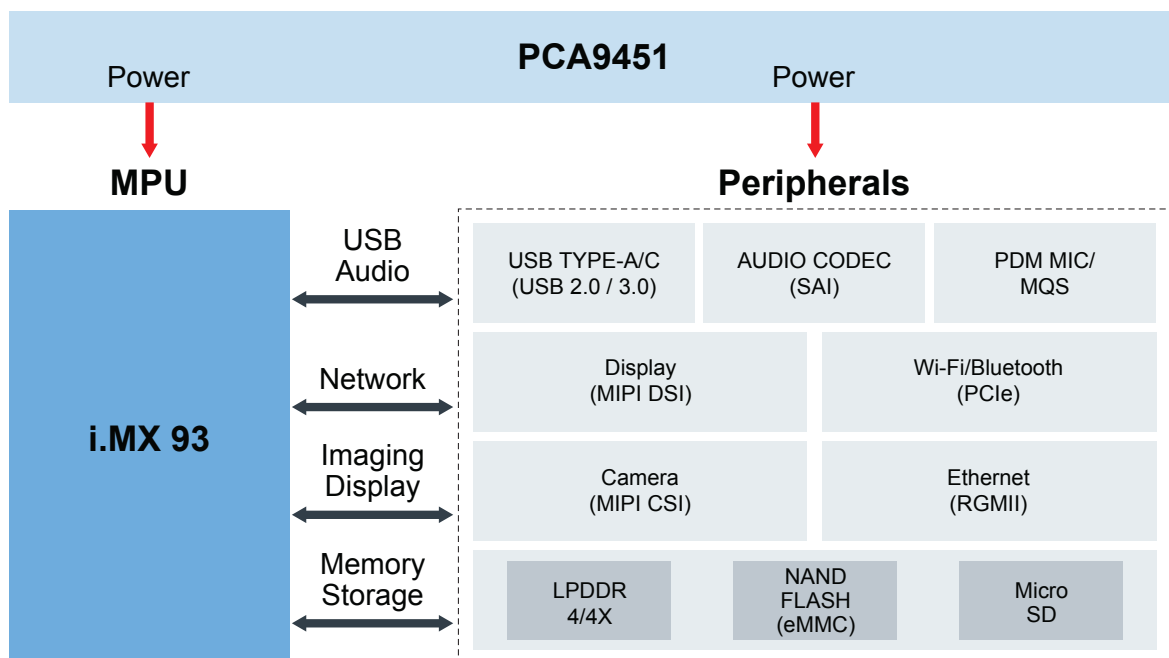 PCA9451
Power
Power
MPU
Peripherals
i.MX 93
USB
Audio
Network
Imaging
Display
Memory
Storage
USB TYPE-A/C
(USB 2.0 / 3.0)
AUDIO CODEC
(SAI)
PDM MIC/
MQS
Display
(MIPI DSI)
Wi-Fi/Bluetooth
(PCIe)
Camera
(MIPI CSI)
Ethernet
(RGMII)
LPDDR
4/4X
NAND
FLASH
(eMMC)
Micro
SD